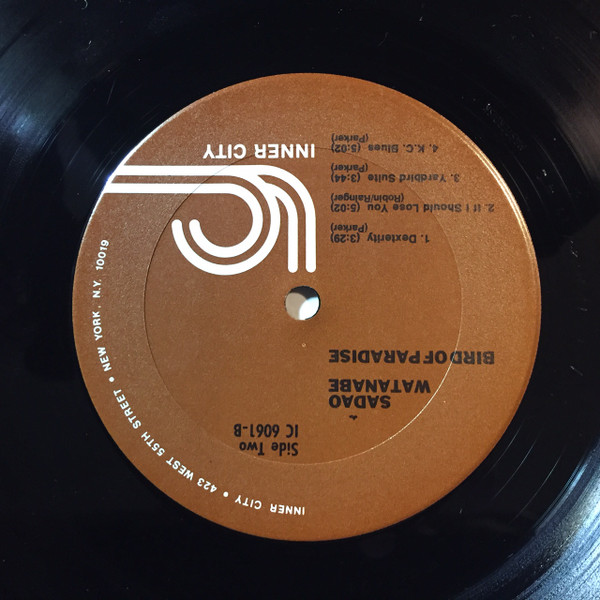 Side Two
IC 6061-B
SADAO
WATANABE
BIRD OF PARADISE
1. Dexterity (3:29)
(Parker)
2. If I Should Lose You (5:02)
(Robin/Rainger)
3. Yardbird Suite (3:44)
(Parker)
4. K.C. Blues (5:02)
(Parker)
INNER CITY
INNER CITY • 423 WEST 55TH STREET • NEW YORK, N.Y. 10019